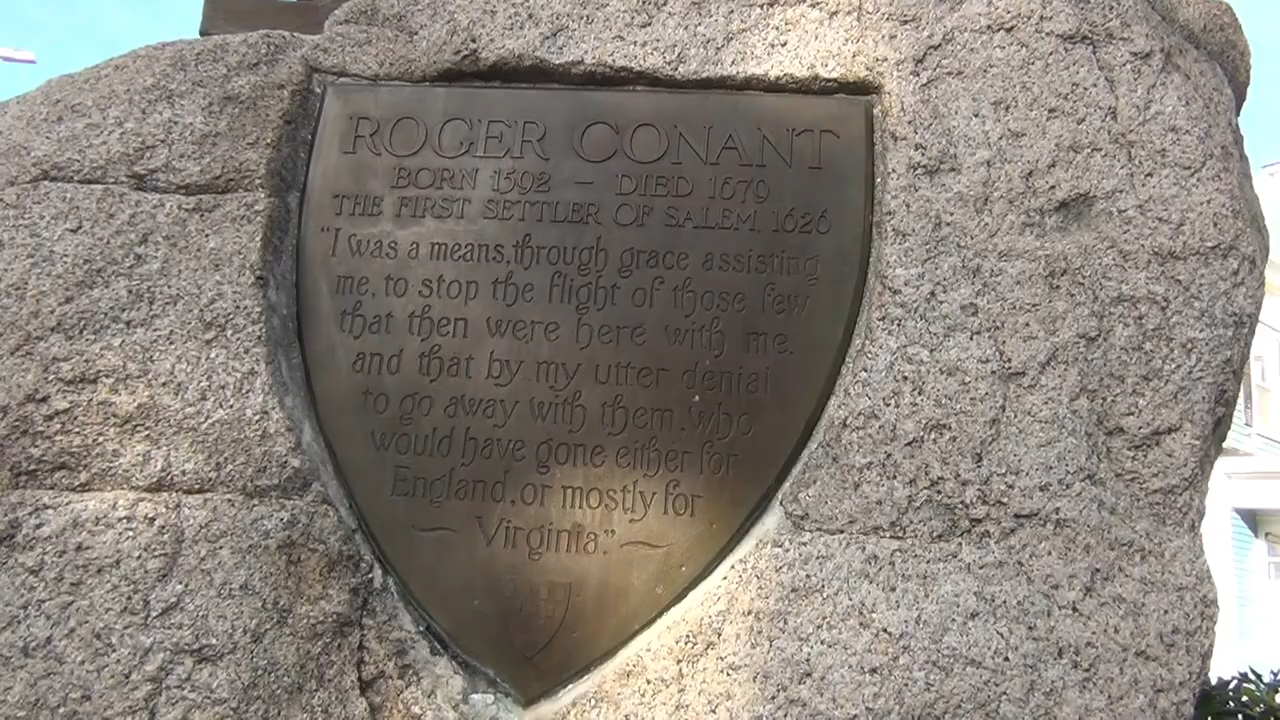 ROGER CONANT
BORN 1592 – DIED 1679
THE FIRST SETTLER OF SALEM, 1626
"I was a means, through grace assisting
me, to stop the flight of those few
that then were here with me,
and that by my utter denial
to go away with them, who
would have gone either for
England, or mostly for
~ Virginia." ~